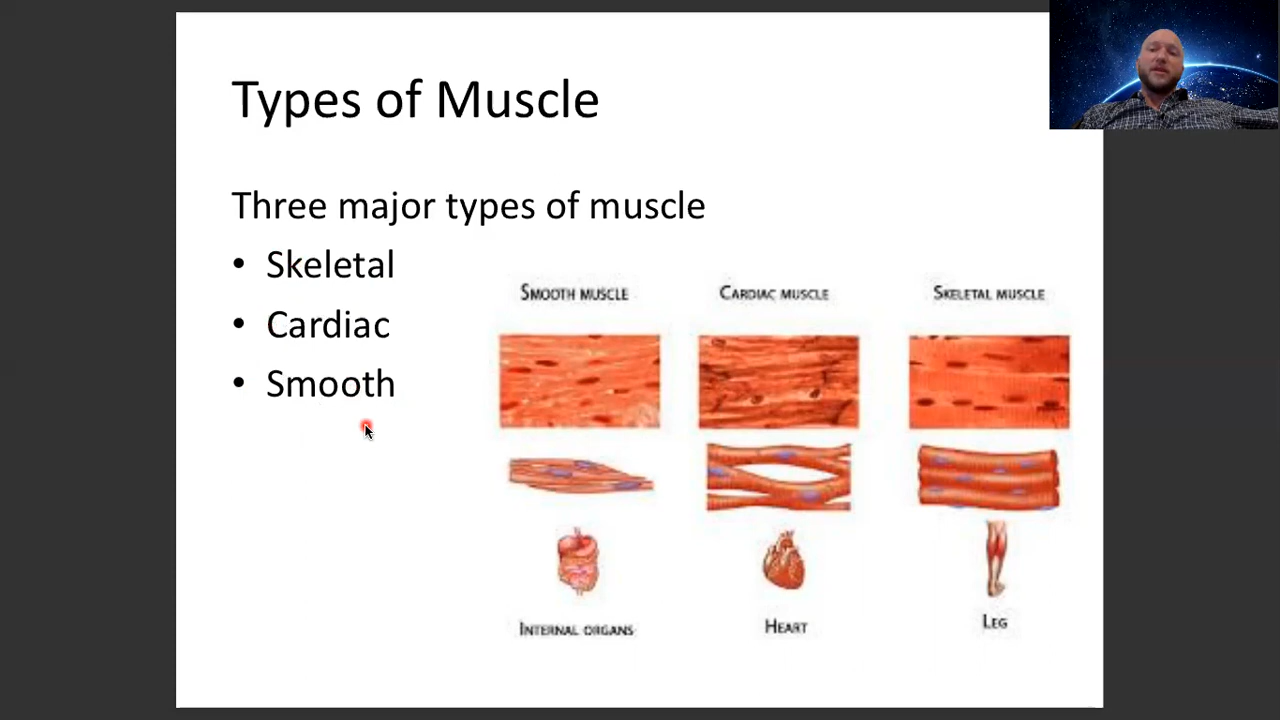 Types of Muscle
Three major types of muscle
• Skeletal
• Cardiac
• Smooth
SMOOTH MUSCLE
CARDIAC MUSCLE
SKELETAL MUSCLE
INTERNAL ORGANS
HEART
LEG